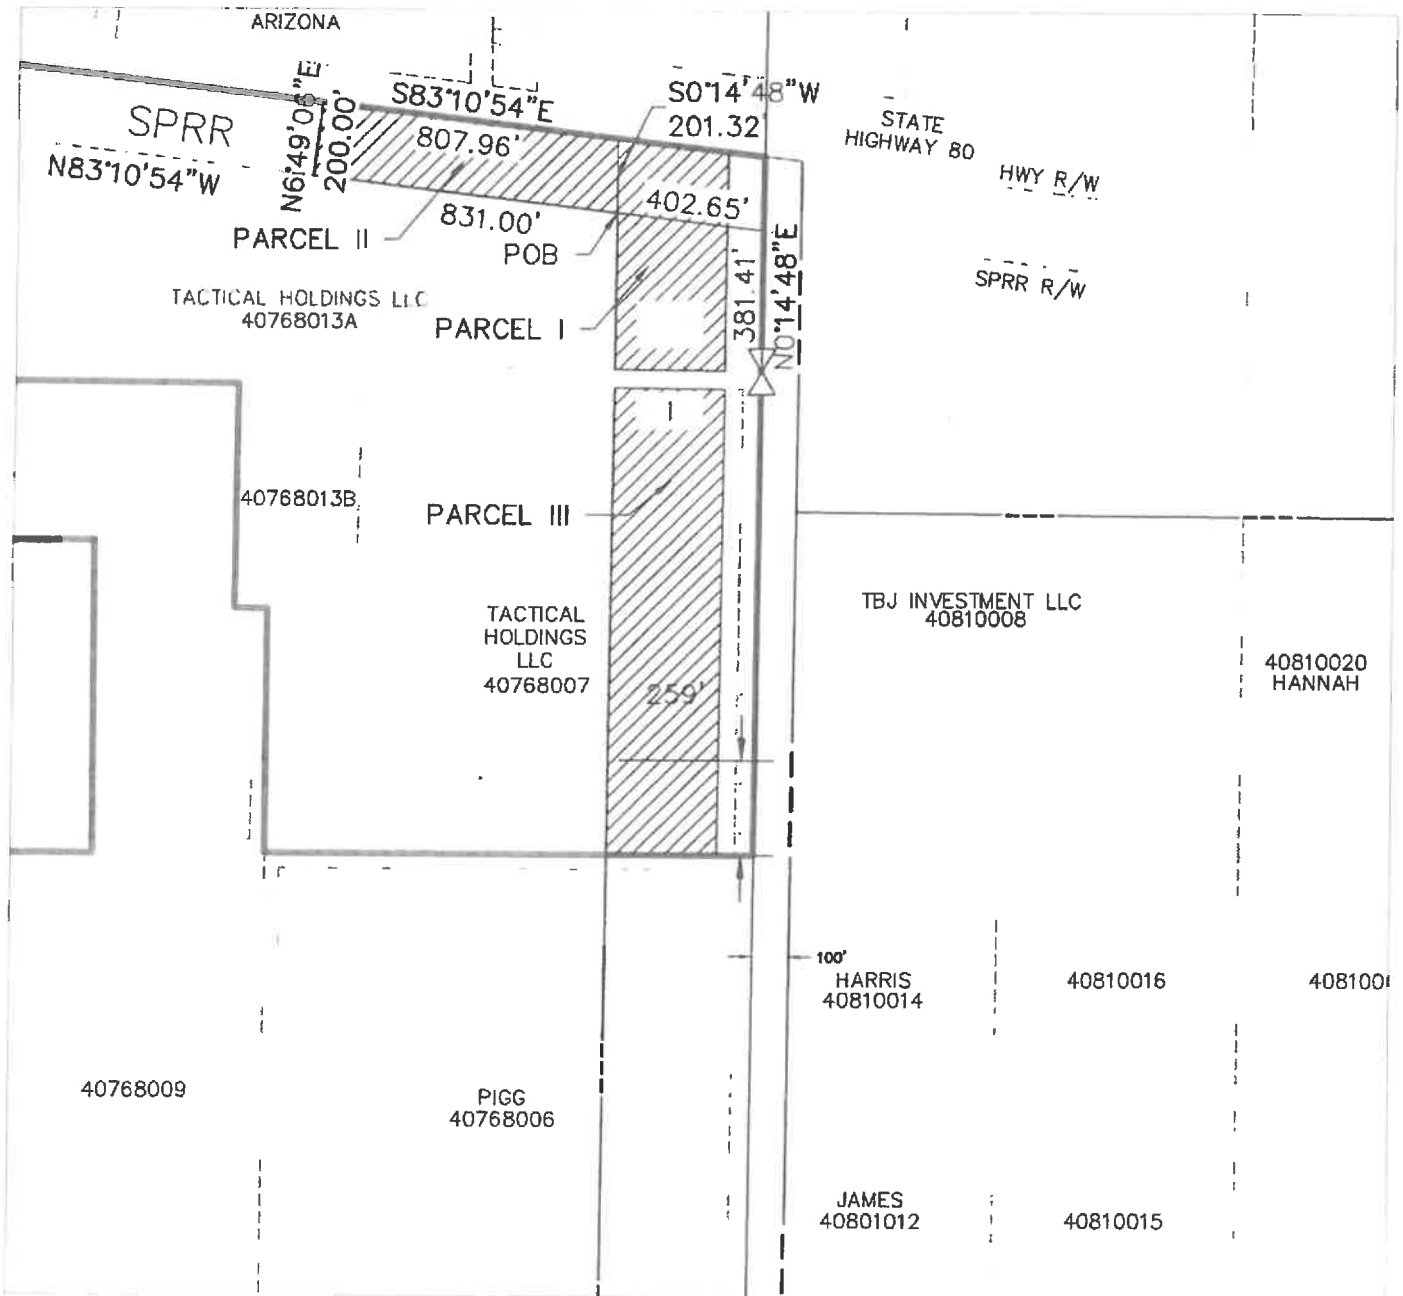 ARIZONA
SPRR
N83°10'54"W
N6°49'06"E
200.00'
S83°10'54"E
807.96'
831.00'
S0°14'48"W
201.32'
402.65'
PARCEL II
POB
PARCEL I
381.41'
N0°14'48"E
STATE
HIGHWAY 80
HWY R/W
SPRR R/W
TACTICAL HOLDINGS LLC
40768013A
1
40768013B
PARCEL III
TACTICAL
HOLDINGS
LLC
40768007
259'
TBJ INVESTMENT LLC
40810008
40810020
HANNAH
100'
HARRIS
40810014
40810016
408100
40768009
PIGG
40768006
JAMES
40801012
40810015